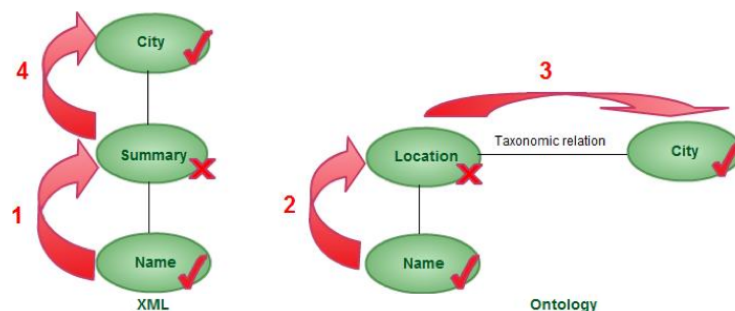 City
4
Summary
1
Name
XML
3
Location
Taxonomic relation
City
2
Name
Ontology